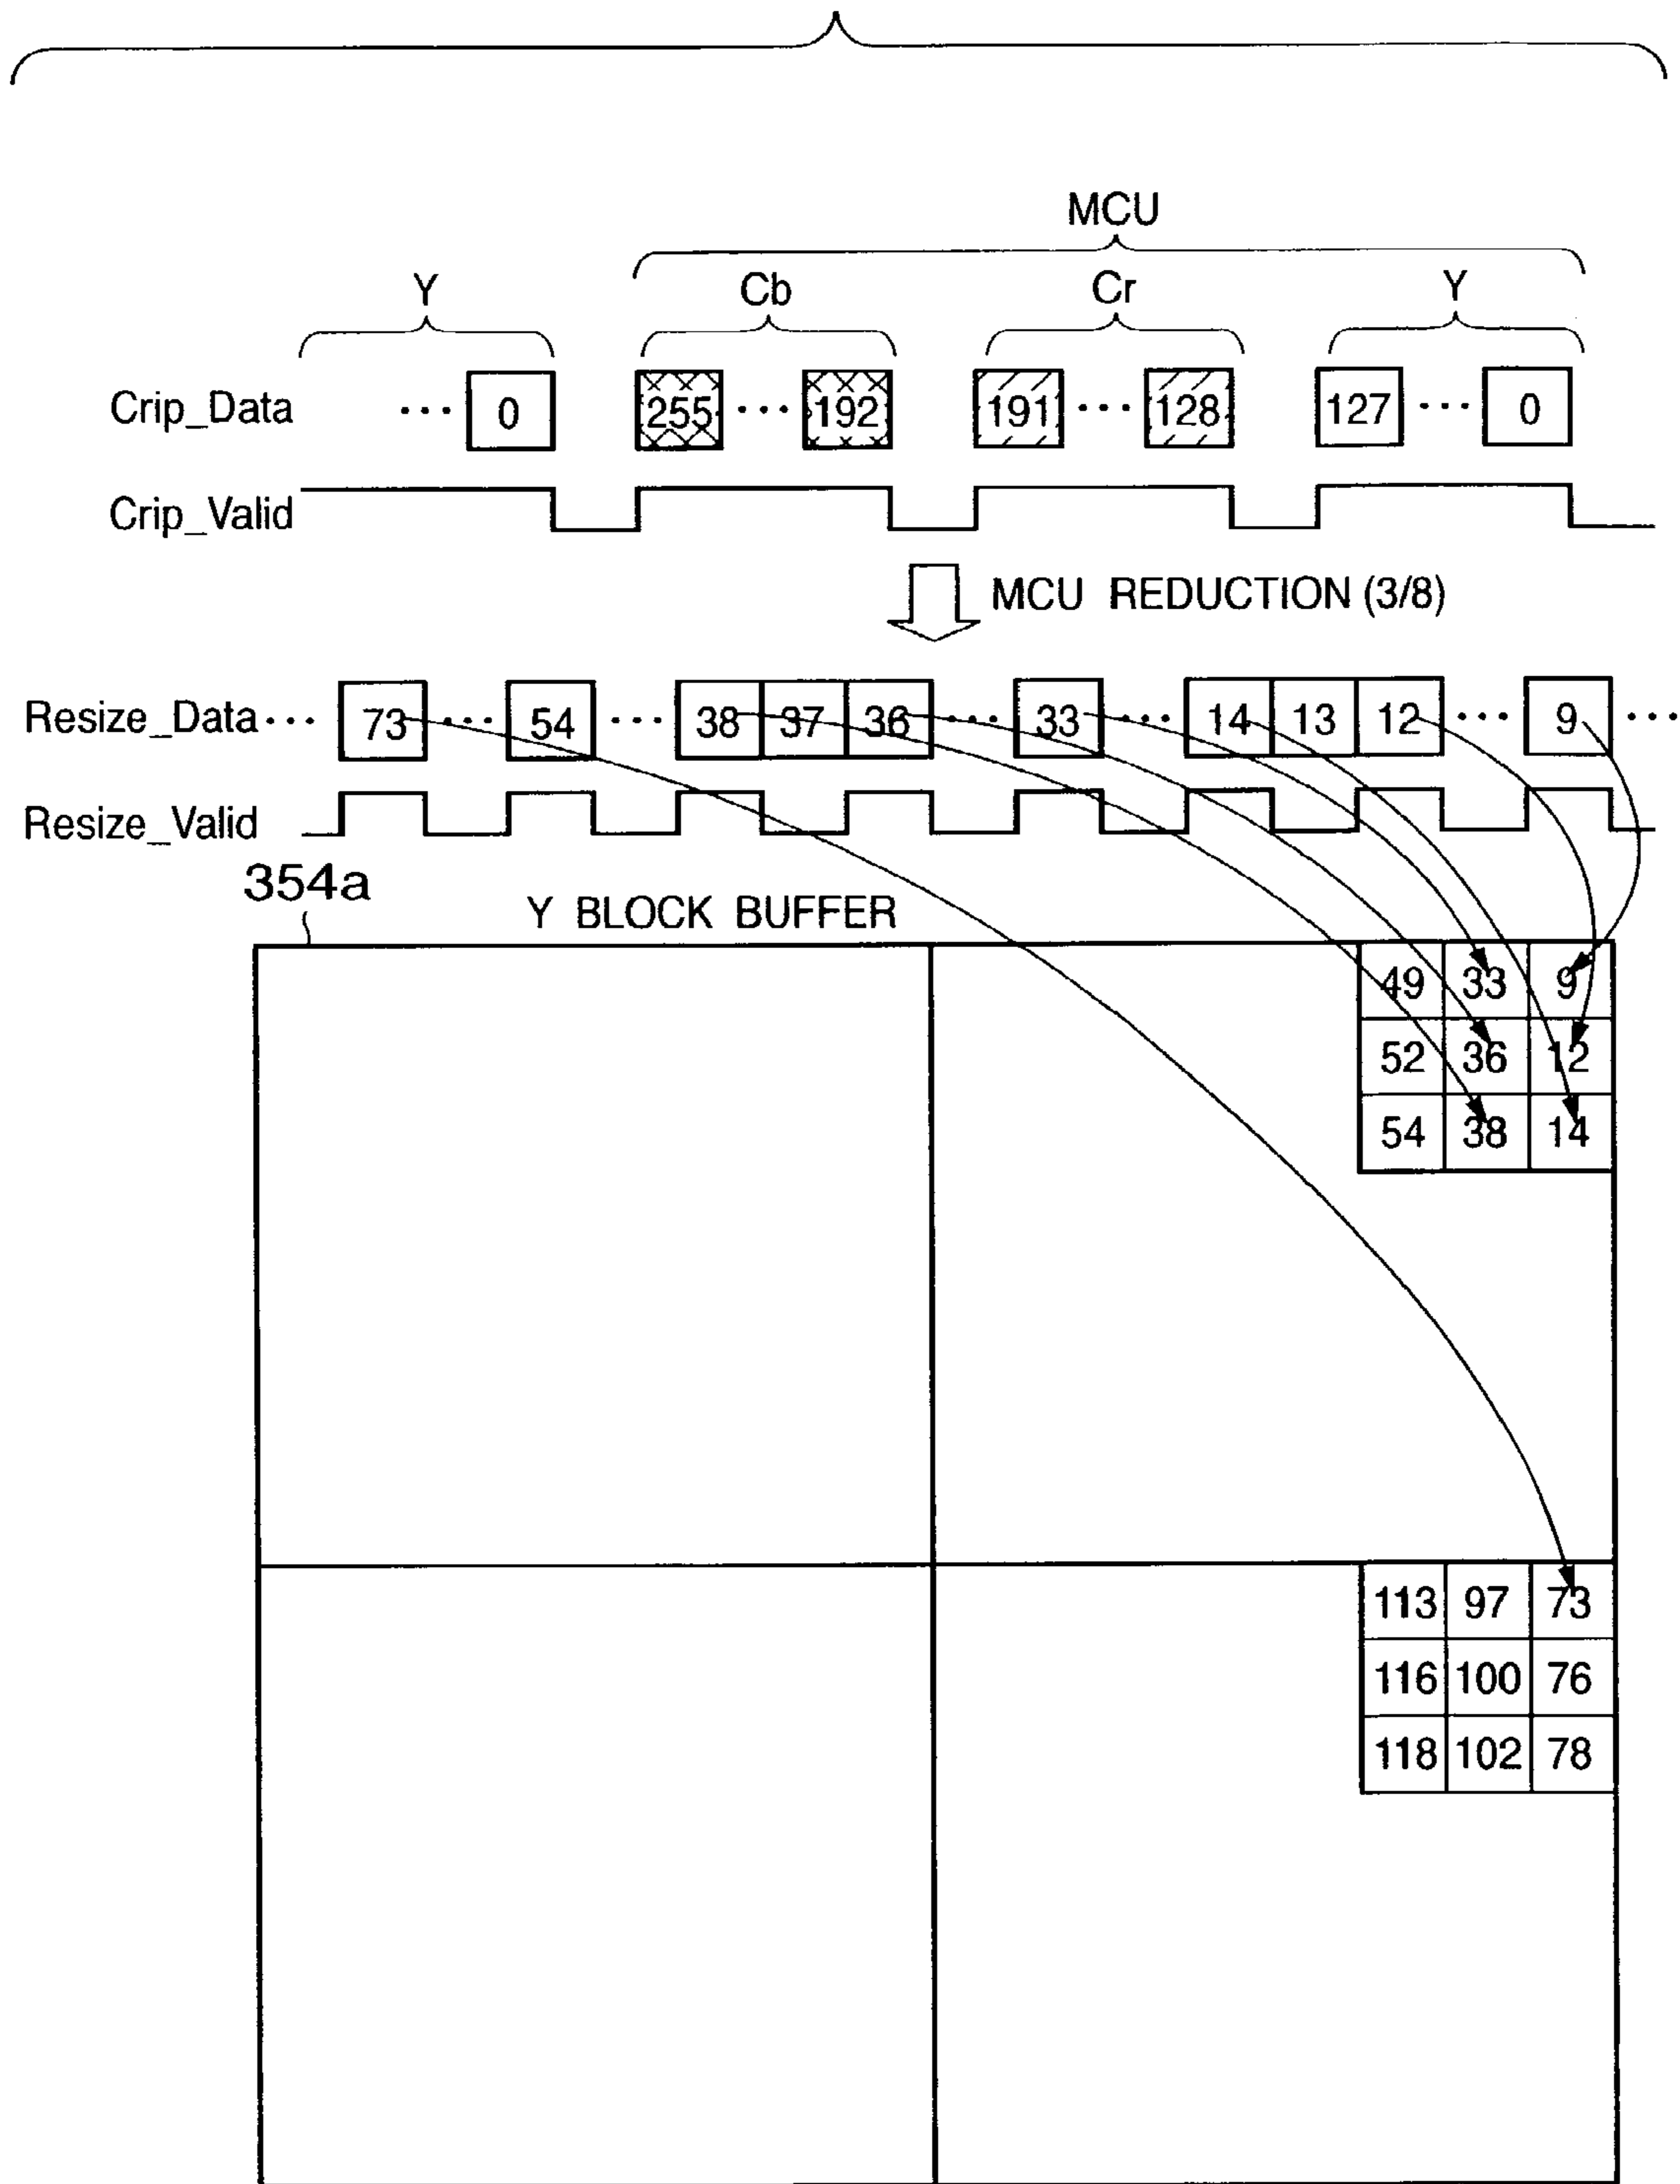 MCU
Y Cb Cr Y
Crip_Data ... 0 255 ... 192 191 ... 128 127 ... 0
Crip_Valid
MCU REDUCTION (3/8)
Resize_Data ... 73 ... 54 ... 38 37 36 ... 33 ... 14 13 12 ... 9 ...
Resize_Valid
354a
Y BLOCK BUFFER
49 33 9
52 36 12
54 38 14
113 97 73
116 100 76
118 102 78